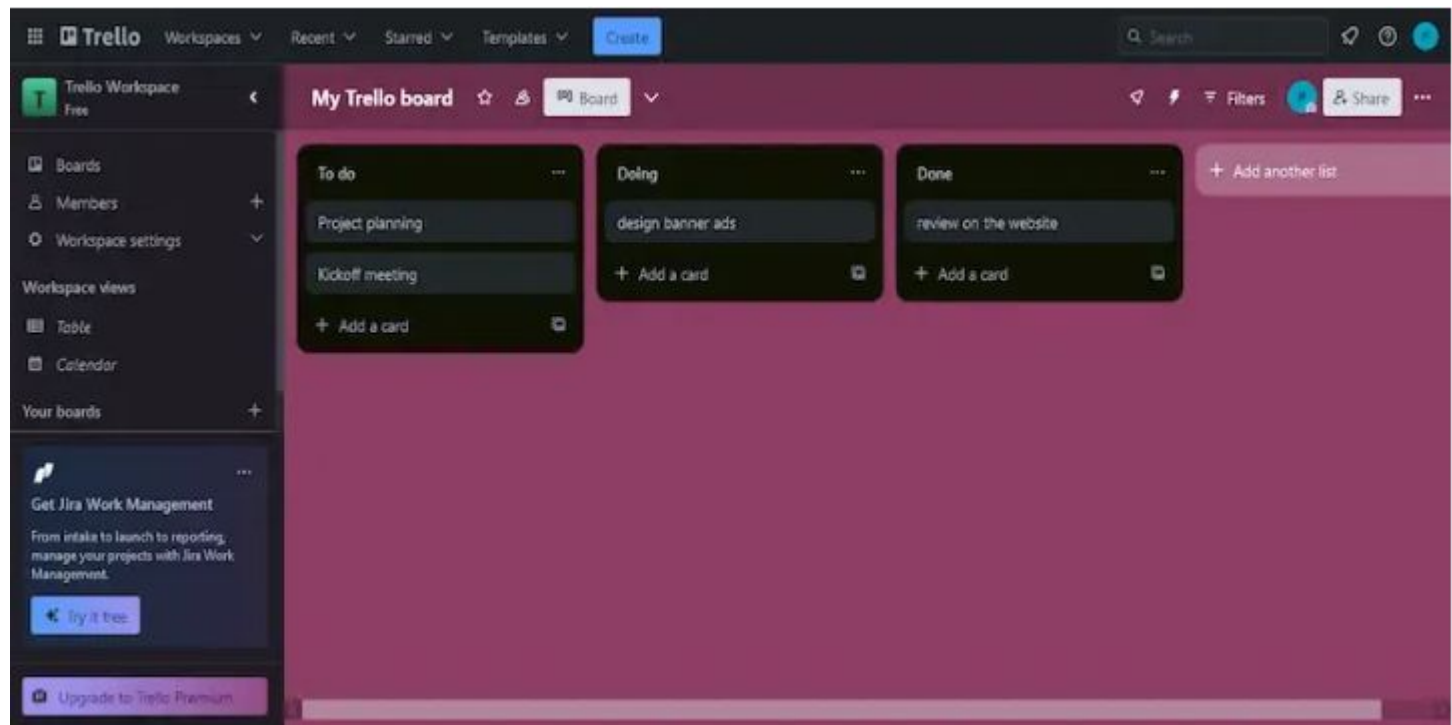 Trello Workspaces Recent Starred Templates Create Search
Trello Workspace
Free
T
My Trello board Board Filters Share
Boards
Members
Workspace settings
Workspace views
Table
Calendar
Your boards
Get Jira Work Management
From intake to launch to reporting,
manage your projects with Jira Work
Management.
Try it free
Upgrade to Trello Premium
To do
Project planning
Kickoff meeting
+ Add a card
Doing
design banner ads
+ Add a card
Done
review on the website
+ Add a card
+ Add another list